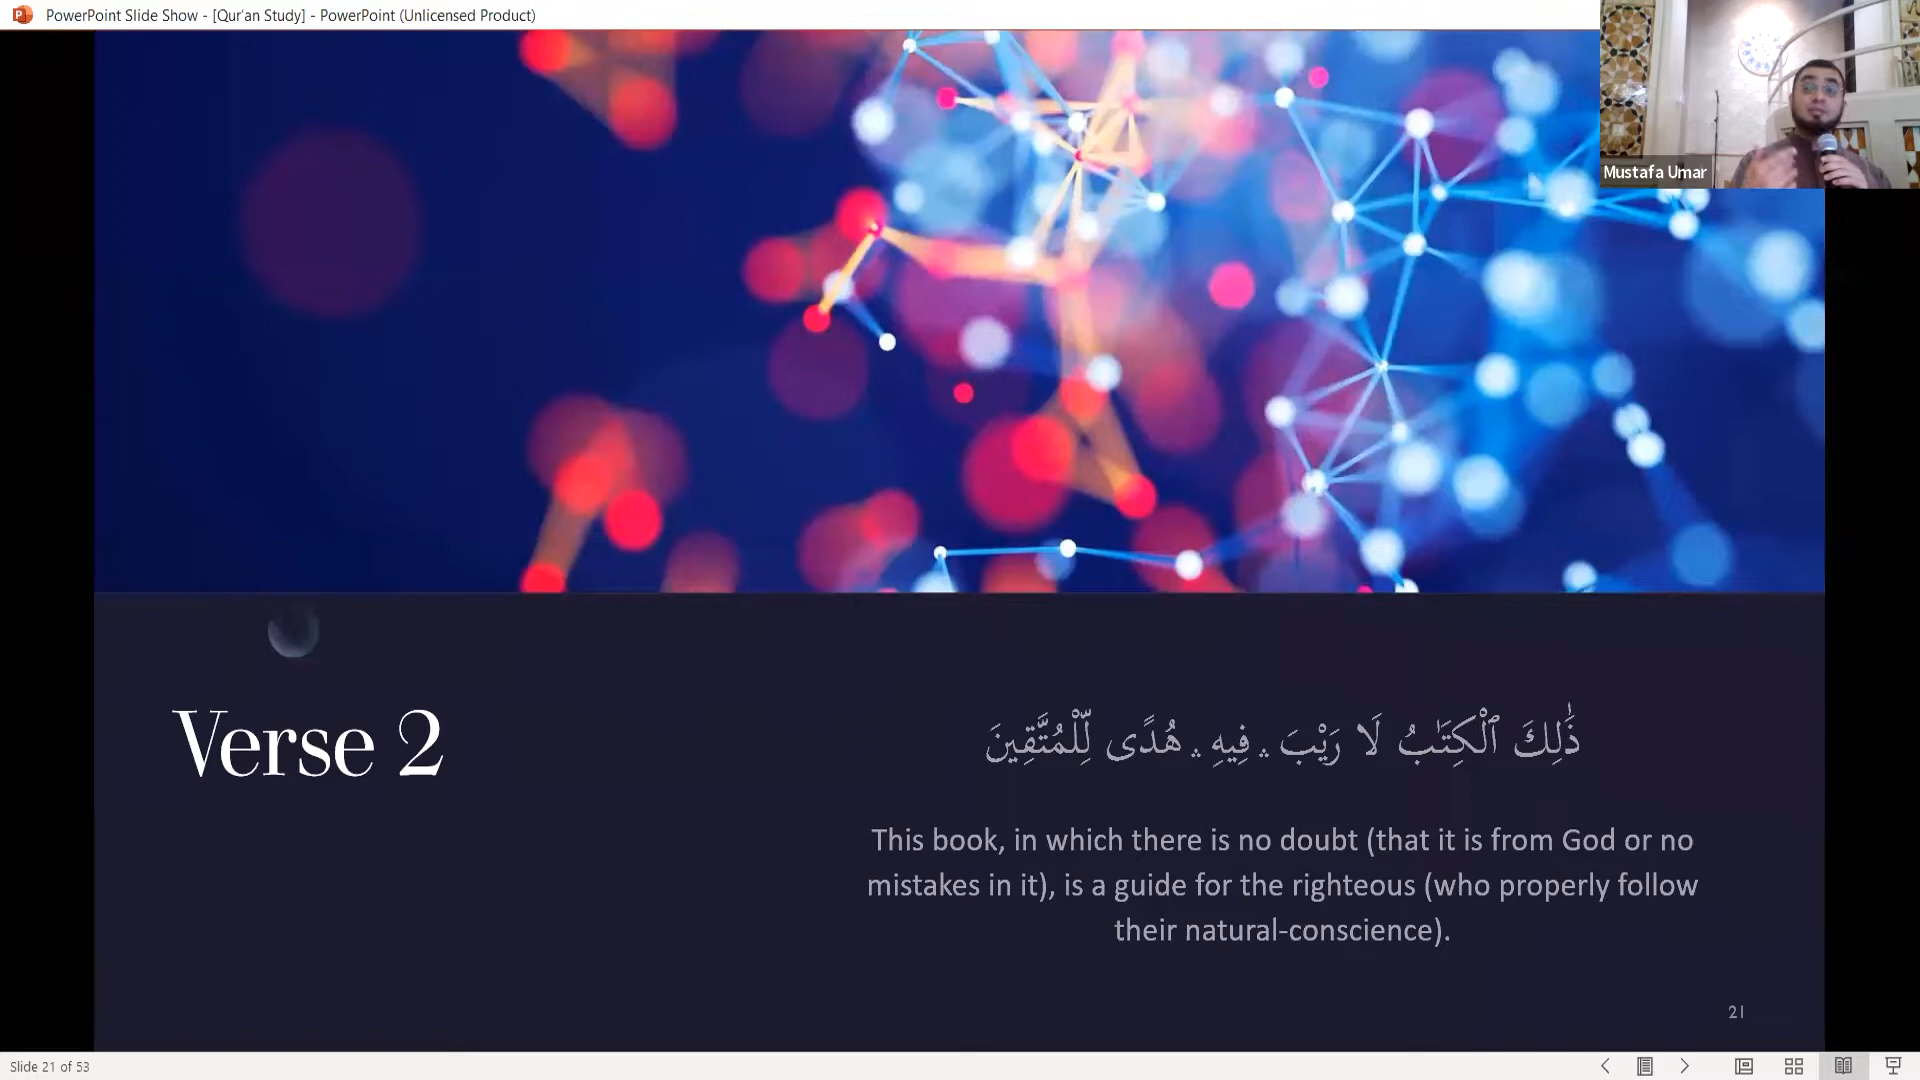 PowerPoint Slide Show - [Qur'an Study] - PowerPoint (Unlicensed Product)
Mustafa Umar
Verse 2
ذَٰلِكَ ٱلْكِتَـٰبُ لَا رَيْبَ ۛ فِيهِ ۛ هُدًى لِّلْمُتَّقِينَ
This book, in which there is no doubt (that it is from God or no
mistakes in it), is a guide for the righteous (who properly follow
their natural-conscience).
21
Slide 21 of 53